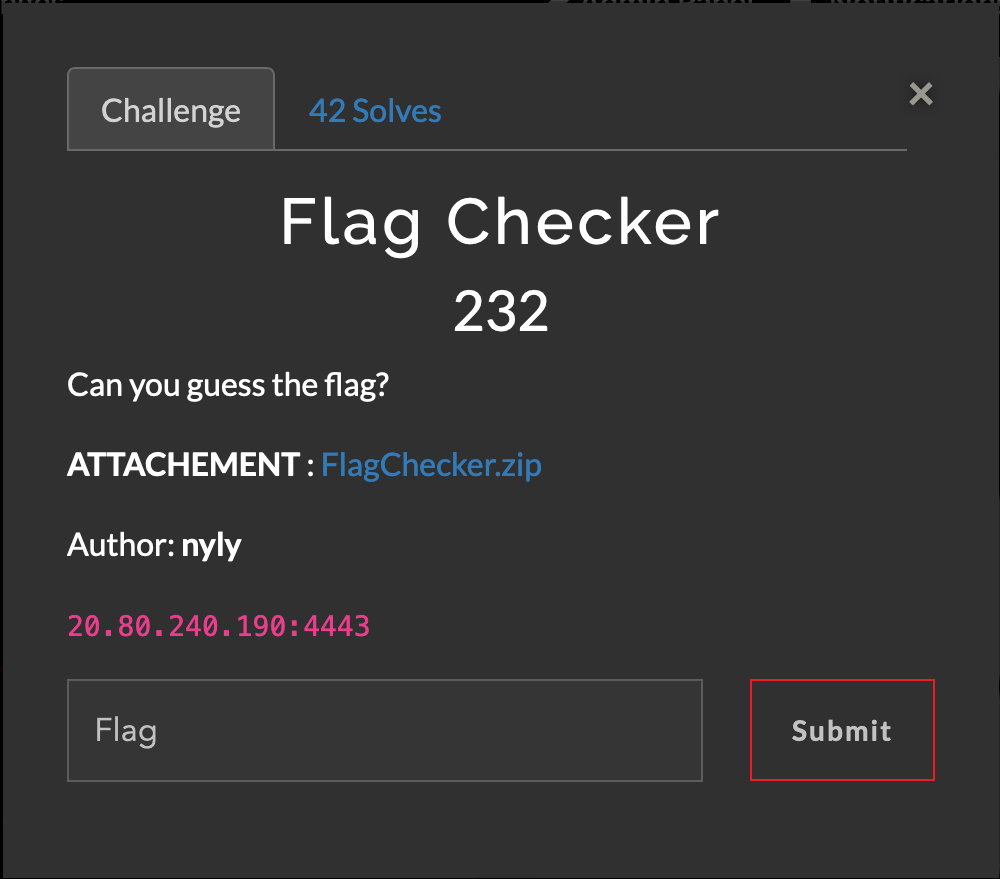 Challenge
42 Solves
×
Flag Checker
232
Can you guess the flag?
ATTACHEMENT : FlagChecker.zip
Author: nyly
20.80.240.190:4443
Flag
Submit